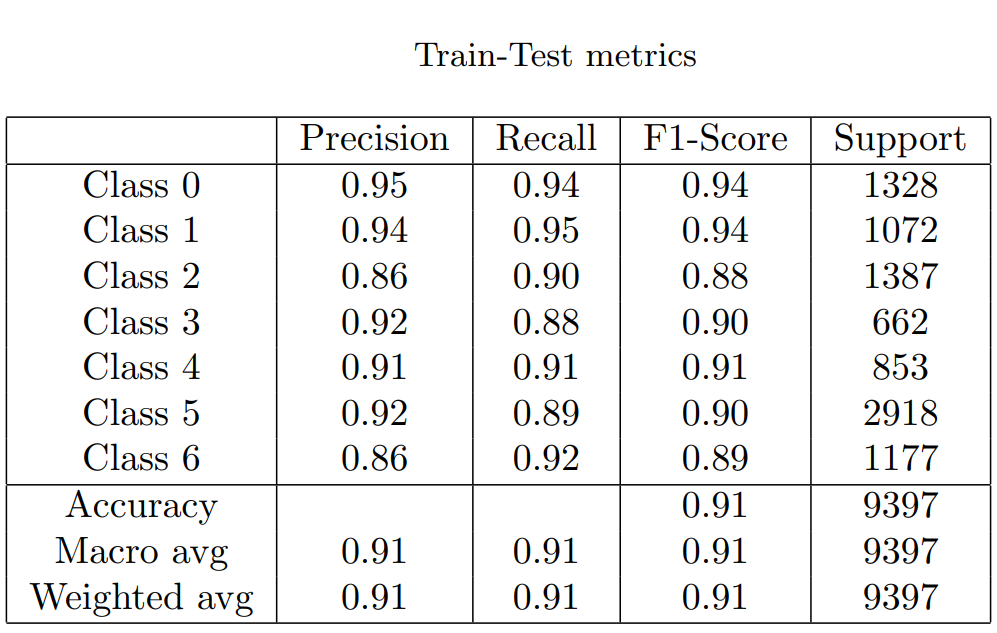 Train-Test metrics
Precision Recall F1-Score Support
Class 0 0.95 0.94 0.94 1328
Class 1 0.94 0.95 0.94 1072
Class 2 0.86 0.90 0.88 1387
Class 3 0.92 0.88 0.90 662
Class 4 0.91 0.91 0.91 853
Class 5 0.92 0.89 0.90 2918
Class 6 0.86 0.92 0.89 1177
Accuracy 0.91 9397
Macro avg 0.91 0.91 0.91 9397
Weighted avg 0.91 0.91 0.91 9397